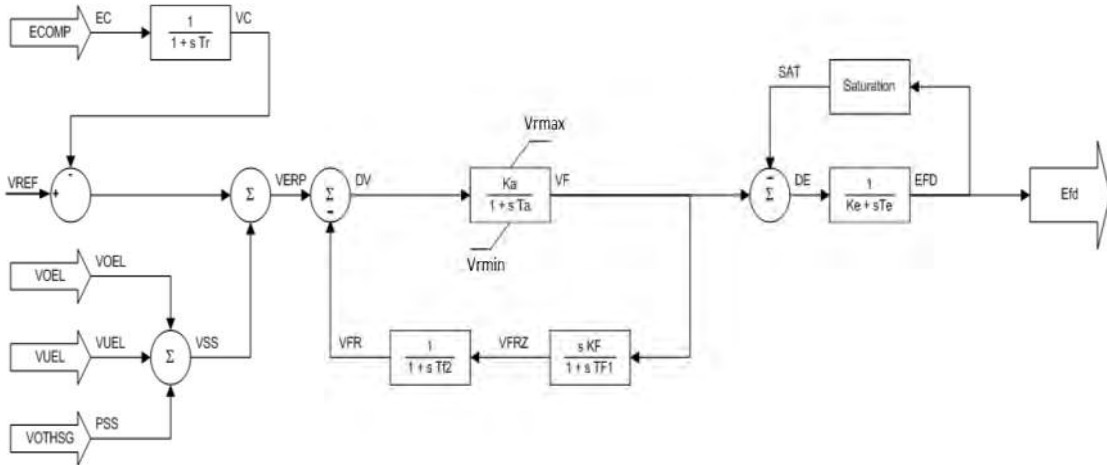 ECOMP
EC
1
1 + s Tr
VC
VREF
+
-
Σ
VERP
Σ
-
DV
Vrmax
Ka
1 + s Ta
VF
Vrmin
-
Σ
DE
1
Ke + sTe
EFD
SAT
Saturation
Efd
VOEL
VOEL
VUEL
VUEL
Σ
VSS
VOTHSG
PSS
VFR
1
1 + s Tf2
VFRZ
s KF
1 + s TF1